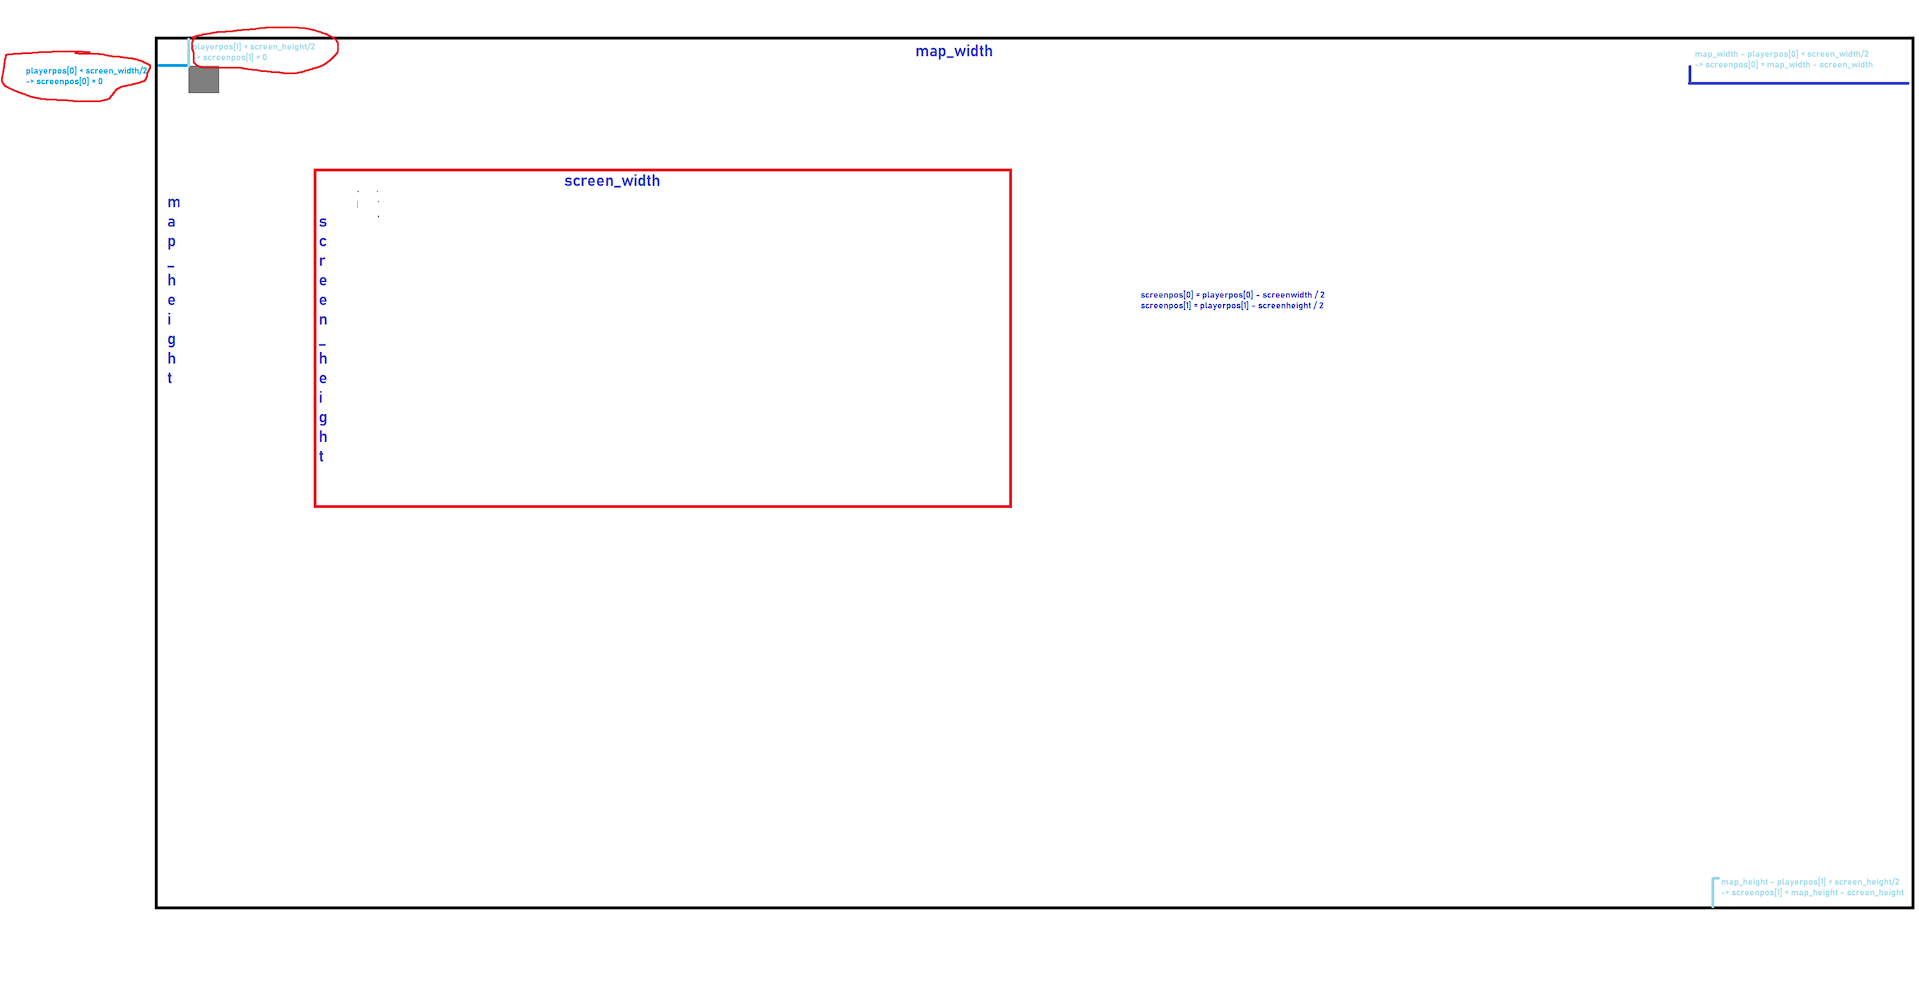 playerpos[1] < screen_height/2
-> screenpos[1] = 0
map_width
map_width - playerpos[0] < screen_width/2
-> screenpos[0] = map_width - screen_width
playerpos[0] < screen_width/2
-> screenpos[0] = 0
screen_width
m
a
p
_
h
e
i
g
h
t
s
c
r
e
e
n
_
h
e
i
g
h
t
screenpos[0] = playerpos[0] - screenwidth / 2
screenpos[1] = playerpos[1] - screenheight / 2
map_height - playerpos[1] < screen_height/2
-> screenpos[1] = map_height - screen_height